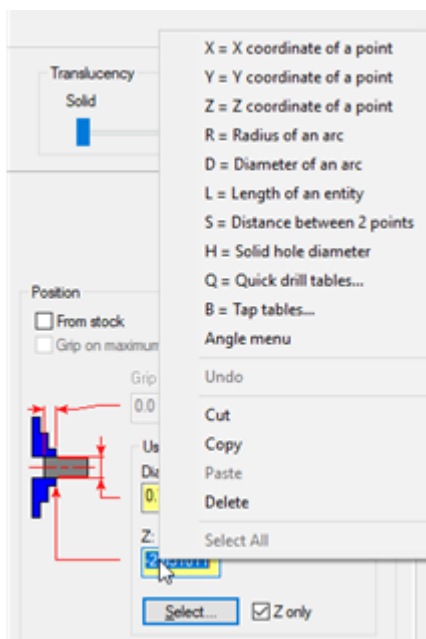 Translucency
Solid
X = X coordinate of a point
Y = Y coordinate of a point
Z = Z coordinate of a point
R = Radius of an arc
D = Diameter of an arc
L = Length of an entity
S = Distance between 2 points
H = Solid hole diameter
Q = Quick drill tables...
B = Tap tables...
Angle menu
Undo
Cut
Copy
Paste
Delete
Select All
Position
From stock
Grip on maximum
Grip
0.0
Us
Dia
0.
Z:
Select...
Z only